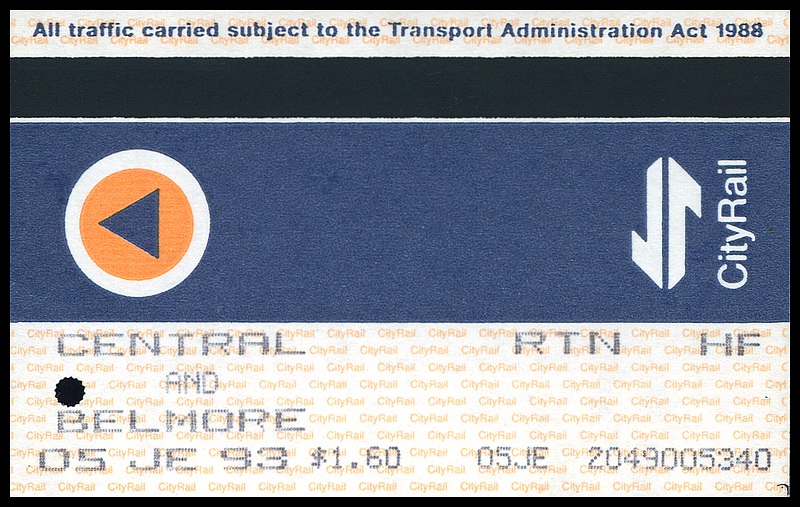 All traffic carried subject to the Transport Administration Act 1988
CityRail
CENTRAL RTN HF
AND
BELMORE
05 JE 93 $1.60 05JE 2049005340